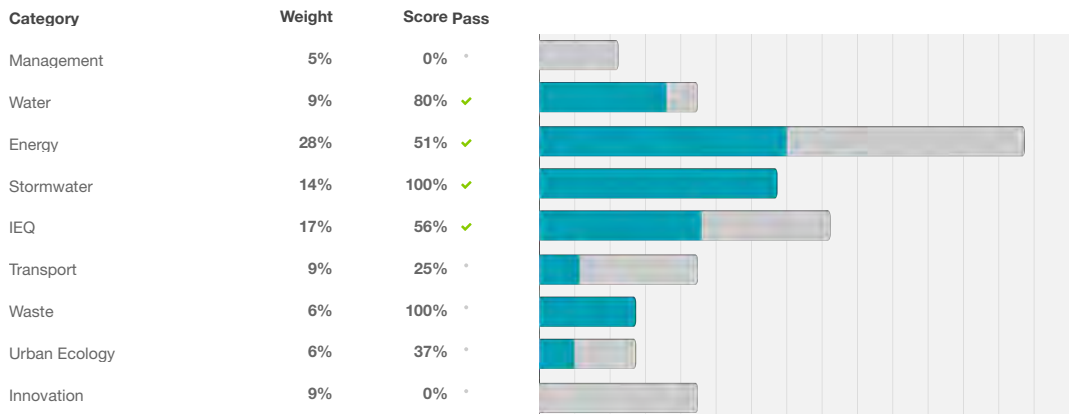 Category Weight Score Pass
Management 5% 0%
Water 9% 80% ✓
Energy 28% 51% ✓
Stormwater 14% 100% ✓
IEQ 17% 56% ✓
Transport 9% 25%
Waste 6% 100%
Urban Ecology 6% 37%
Innovation 9% 0%